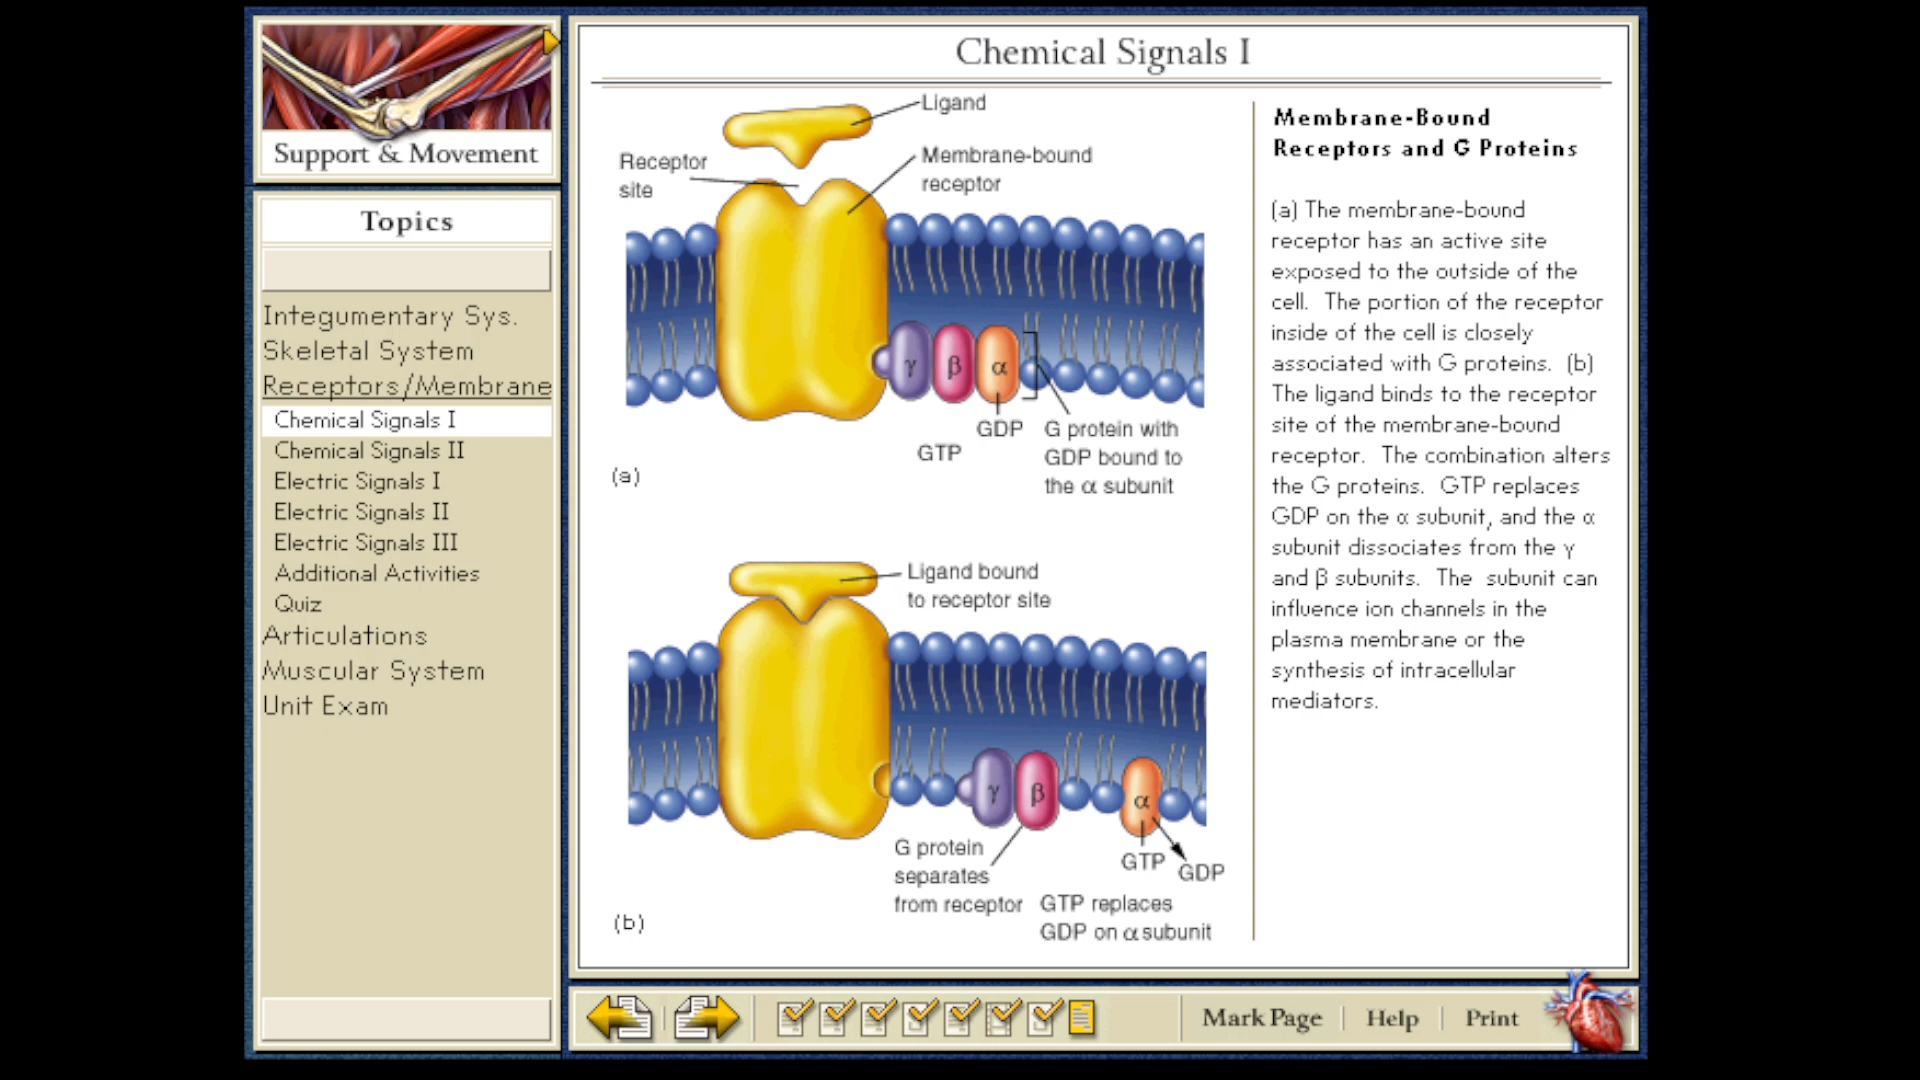 Support & Movement
Topics
Integumentary Sys.
Skeletal System
Receptors/Membrane
Chemical Signals I
Chemical Signals II
Electric Signals I
Electric Signals II
Electric Signals III
Additional Activities
Quiz
Articulations
Muscular System
Unit Exam
Chemical Signals I
Ligand
Receptor
site
Membrane-bound
receptor
γ β α
GDP
GTP
G protein with
GDP bound to
the α subunit
(a)
Ligand bound
to receptor site
γ β α
G protein
separates
from receptor
GTP
GDP
GTP replaces
GDP on α subunit
(b)
Membrane-Bound
Receptors and G Proteins
(a) The membrane-bound
receptor has an active site
exposed to the outside of the
cell. The portion of the receptor
inside of the cell is closely
associated with G proteins. (b)
The ligand binds to the receptor
site of the membrane-bound
receptor. The combination alters
the G proteins. GTP replaces
GDP on the α subunit, and the α
subunit dissociates from the γ
and β subunits. The subunit can
influence ion channels in the
plasma membrane or the
synthesis of intracellular
mediators.
Mark Page
Help
Print